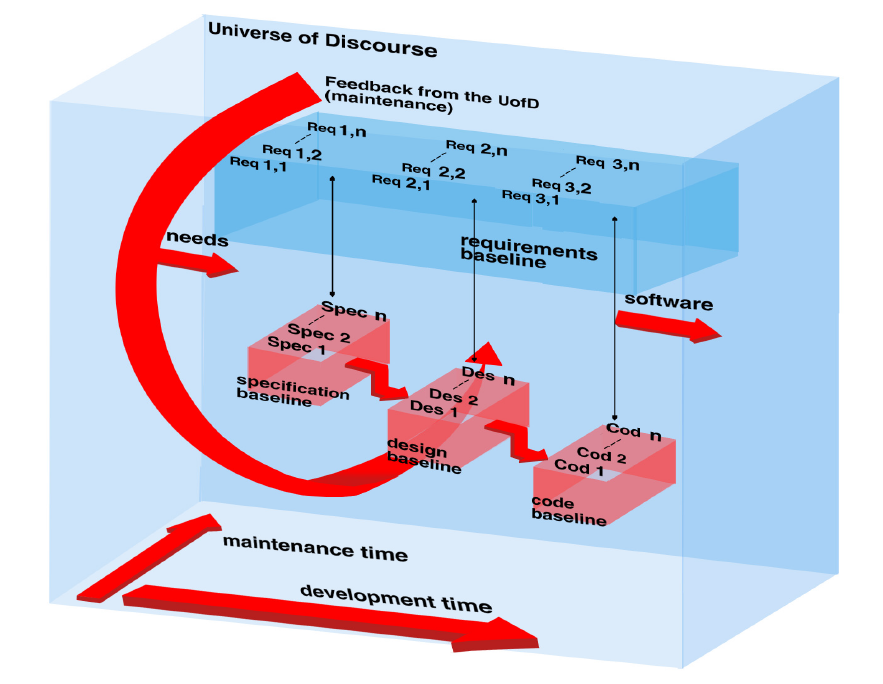 Universe of Discourse
Feedback from the UofD
(maintenance)
Req 1,n
Req 1,2
Req 1,1
Req 2,n
Req 2,2
Req 2,1
Req 3,n
Req 3,2
Req 3,1
needs
requirements
baseline
software
Spec n
Spec 2
Spec 1
specification
baseline
Des n
Des 2
Des 1
design
baseline
Cod n
Cod 2
Cod 1
code
baseline
maintenance time
development time